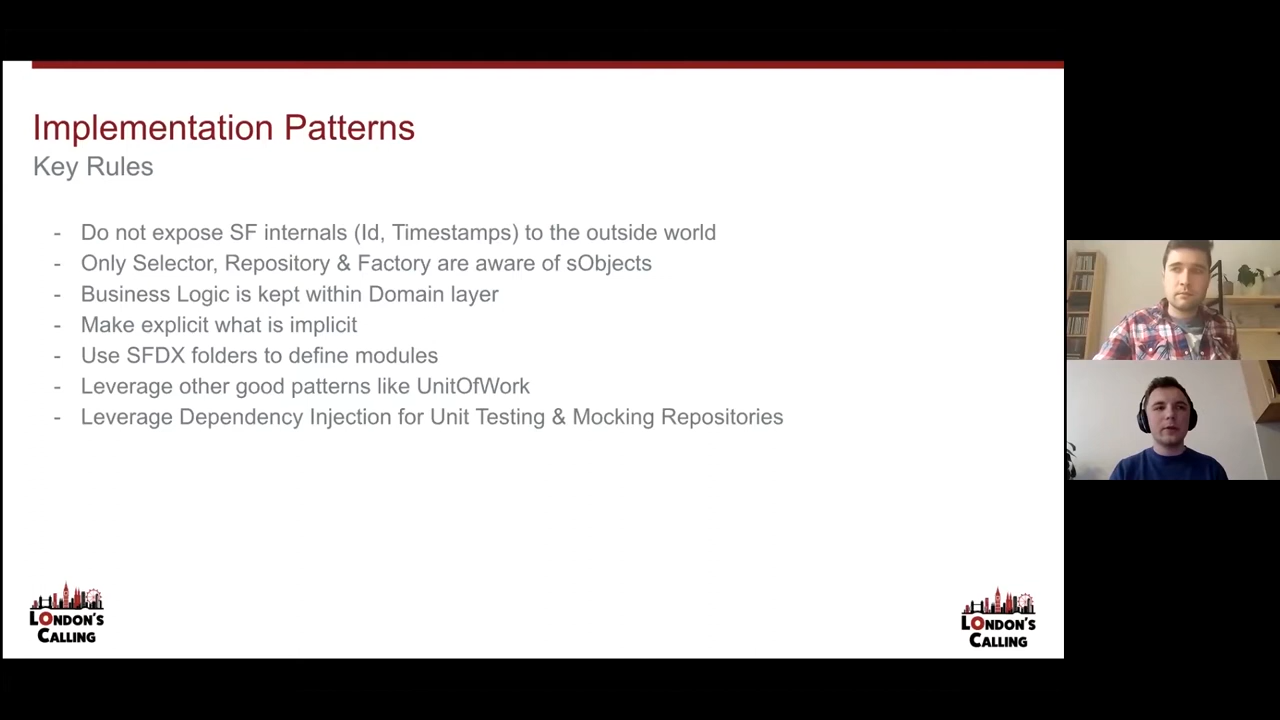 Implementation Patterns
Key Rules
- Do not expose SF internals (Id, Timestamps) to the outside world
- Only Selector, Repository & Factory are aware of sObjects
- Business Logic is kept within Domain layer
- Make explicit what is implicit
- Use SFDX folders to define modules
- Leverage other good patterns like UnitOfWork
- Leverage Dependency Injection for Unit Testing & Mocking Repositories
LONDON'S
CALLING
LONDON'S
CALLING